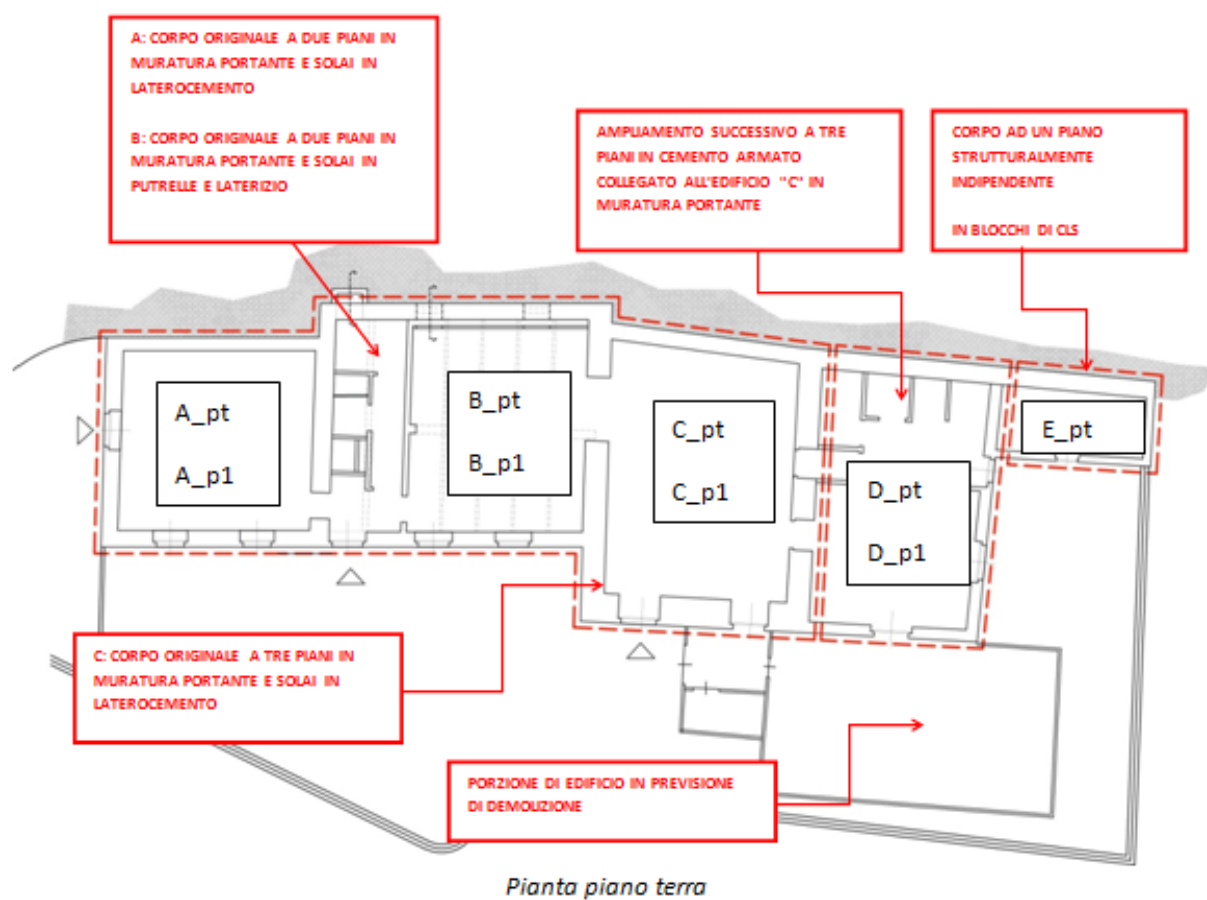 A: CORPO ORIGINALE A DUE PIANI IN
MURATURA PORTANTE E SOLAI IN
LATEROCEMENTO
B: CORPO ORIGINALE A DUE PIANI IN
MURATURA PORTANTE E SOLAI IN
PUTRELLE E LATERIZIO
AMPLIAMENTO SUCCESSIVO A TRE
PIANI IN CEMENTO ARMATO
COLLEGATO ALL'EDIFICIO "C" IN
MURATURA PORTANTE
CORPO AD UN PIANO
STRUTTURALMENTE
INDIPENDENTE
IN BLOCCHI DI CLS
A_pt
A_p1
B_pt
B_p1
C_pt
C_p1
D_pt
D_p1
E_pt
C: CORPO ORIGINALE A TRE PIANI IN
MURATURA PORTANTE E SOLAI IN
LATEROCEMENTO
PORZIONE DI EDIFICIO IN PREVISIONE
DI DEMOLIZIONE
Pianta piano terra